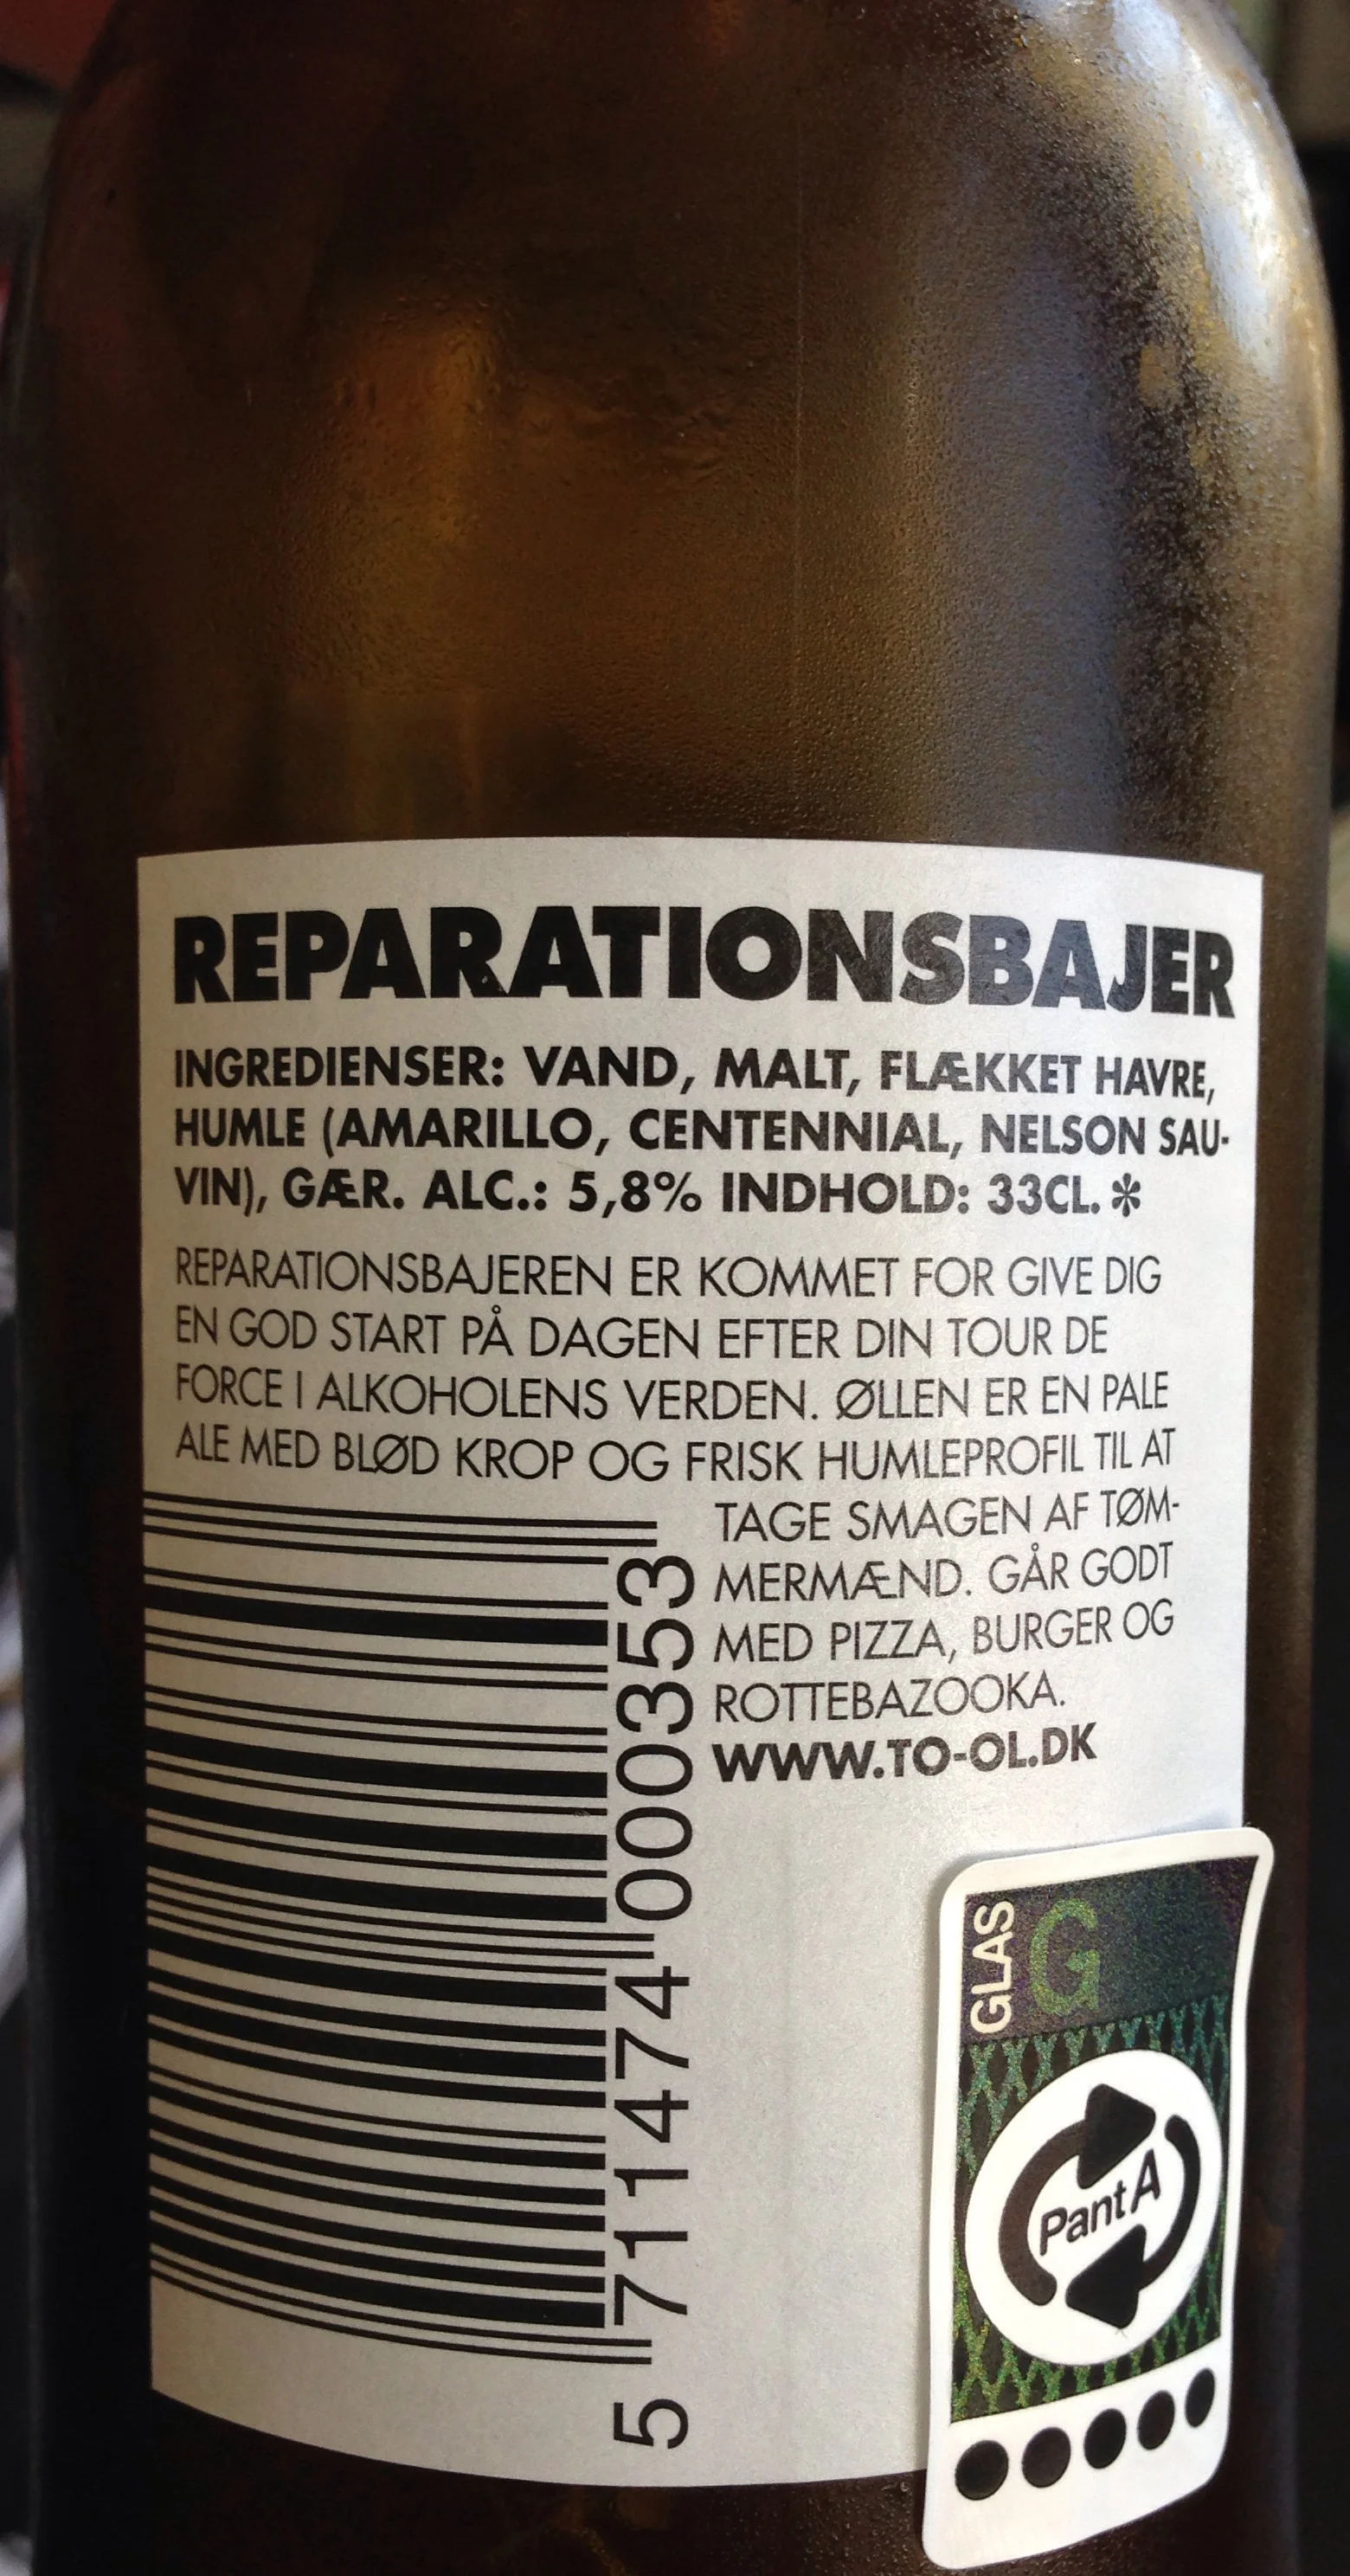 REPARATIONSBAJER
INGREDIENSER: VAND, MALT, FLÆKKET HAVRE,
HUMLE (AMARILLO, CENTENNIAL, NELSON SAU-
VIN), GÆR. ALC.: 5,8% INDHOLD: 33CL. *
REPARATIONSBAJEREN ER KOMMET FOR GIVE DIG
EN GOD START PÅ DAGEN EFTER DIN TOUR DE
FORCE I ALKOHOLENS VERDEN. ØLLEN ER EN PALE
ALE MED BLØD KROP OG FRISK HUMLEPROFIL TIL AT
TAGE SMAGEN AF TØM-
MERMÆND. GÅR GODT
MED PIZZA, BURGER OG
ROTTEBAZOOKA.
WWW.TO-OL.DK
5 711474 000353
GLAS
G
Pant A